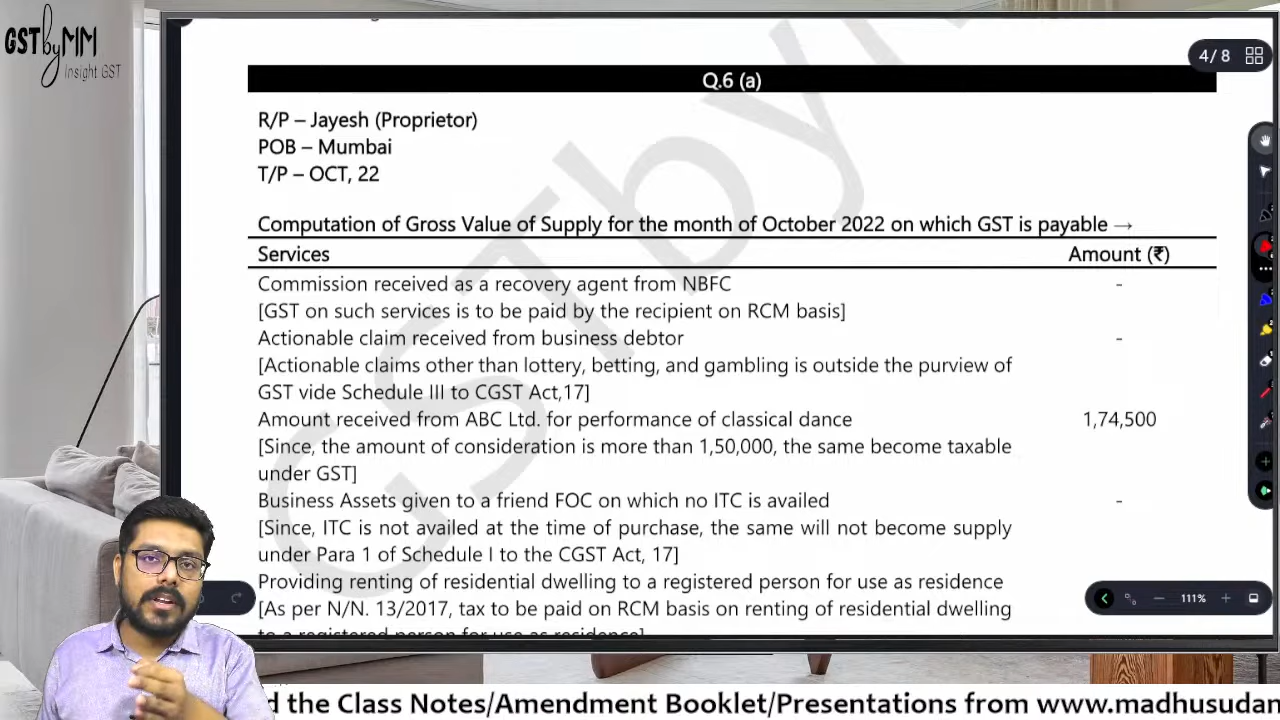 GST by MM
Insight GST
4/8
Q.6 (a)
R/P – Jayesh (Proprietor)
POB – Mumbai
T/P – OCT, 22
Computation of Gross Value of Supply for the month of October 2022 on which GST is payable →
Services Amount (₹)
Commission received as a recovery agent from NBFC -
[GST on such services is to be paid by the recipient on RCM basis]
Actionable claim received from business debtor -
[Actionable claims other than lottery, betting, and gambling is outside the purview of
GST vide Schedule III to CGST Act,17]
Amount received from ABC Ltd. for performance of classical dance 1,74,500
[Since, the amount of consideration is more than 1,50,000, the same become taxable
under GST]
Business Assets given to a friend FOC on which no ITC is availed -
[Since, ITC is not availed at the time of purchase, the same will not become supply
under Para 1 of Schedule I to the CGST Act, 17]
Providing renting of residential dwelling to a registered person for use as residence
[As per N/N. 13/2017, tax to be paid on RCM basis on renting of residential dwelling
to a registered person for use as residence]
111%
GSTbyM
d the Class Notes/Amendment Booklet/Presentations from www.madhusudan